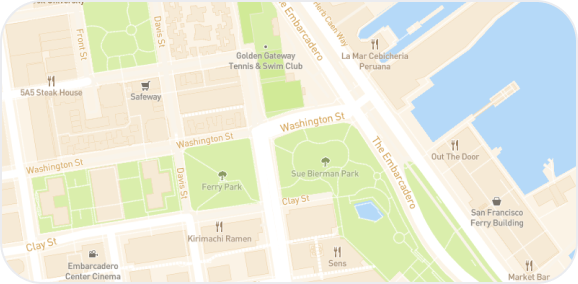 University
Front St
Davis St
The Embarcadero
Herb Caen Way
Golden Gateway
Tennis & Swim Club
La Mar Cebicheria
Peruana
5A5 Steak House
Safeway
Washington St
Washington St
Washington St
The Embarcadero
Out The Door
Davis St
Ferry Park
Sue Bierman Park
Clay St
San Francisco
Ferry Building
Clay St
Kirimachi Ramen
Embarcadero
Center Cinema
Sens
Market Bar